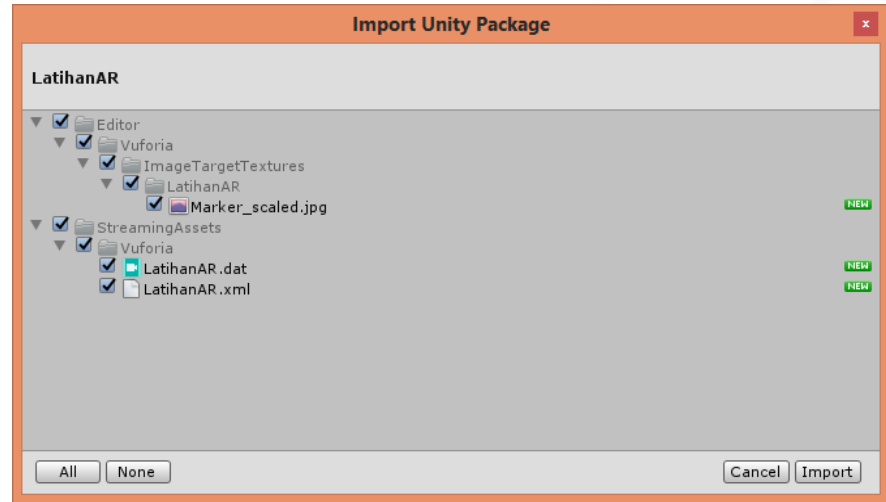 Import Unity Package
x
LatihanAR
Editor
Vuforia
ImageTargetTextures
LatihanAR
Marker_scaled.jpg NEW
StreamingAssets
Vuforia
LatihanAR.dat NEW
LatihanAR.xml NEW
All None Cancel Import